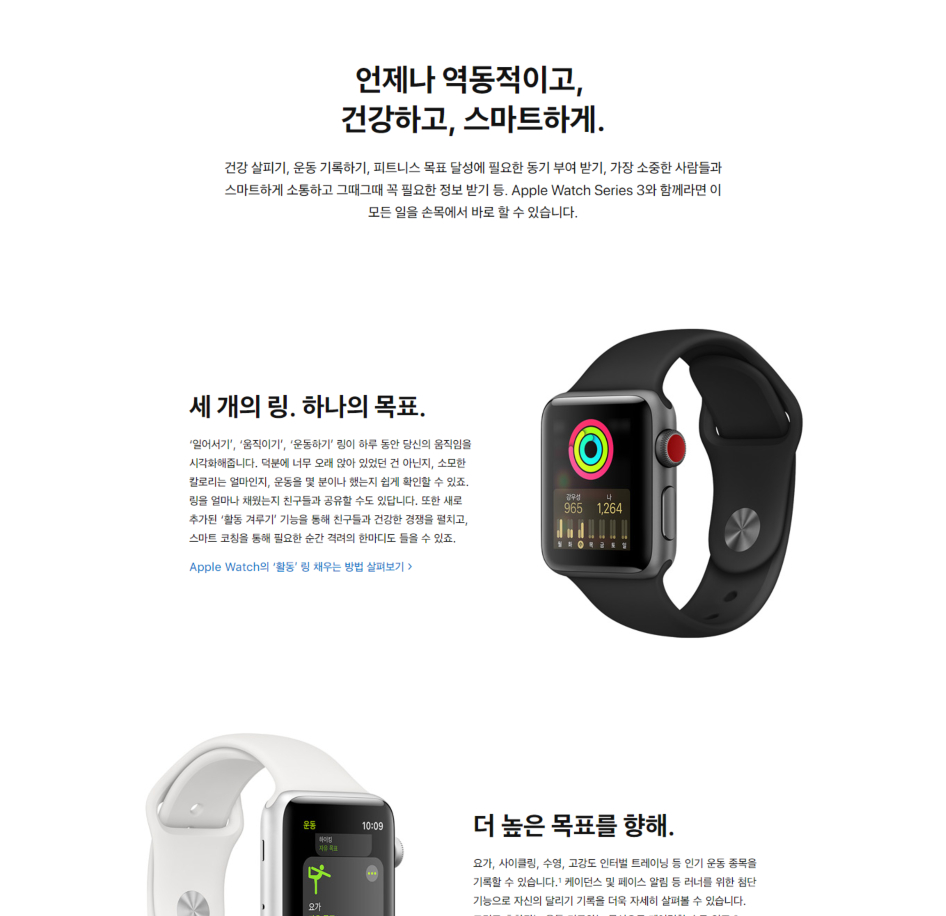 언제나 역동적이고,
건강하고, 스마트하게.
건강 살피기, 운동 기록하기, 피트니스 목표 달성에 필요한 동기 부여 받기, 가장 소중한 사람들과
스마트하게 소통하고 그때그때 꼭 필요한 정보 받기 등. Apple Watch Series 3와 함께라면 이
모든 일을 손목에서 바로 할 수 있습니다.
세 개의 링. 하나의 목표.
‘일어서기’, ‘움직이기’, ‘운동하기’ 링이 하루 동안 당신의 움직임을
시각화해줍니다. 덕분에 너무 오래 앉아 있었던 건 아닌지, 소모한
칼로리는 얼마인지, 운동을 몇 분이나 했는지 쉽게 확인할 수 있죠.
링을 얼마나 채웠는지 친구들과 공유할 수도 있답니다. 또한 새로
추가된 ‘활동 겨루기’ 기능을 통해 친구들과 건강한 경쟁을 펼치고,
스마트 코칭을 통해 필요한 순간 격려의 한마디도 들을 수 있죠.
Apple Watch의 ‘활동’ 링 채우는 방법 살펴보기 >
강우성 나
965 1,264
월 화 수 목 금 토 일
운동 10:09
하이킹
자유 목표
요가
더 높은 목표를 향해.
요가, 사이클링, 수영, 고강도 인터벌 트레이닝 등 인기 운동 종목을
기록할 수 있습니다.¹ 케이던스 및 페이스 알림 등 러너를 위한 첨단
기능으로 자신의 달리기 기록을 더욱 자세히 살펴볼 수 있습니다.